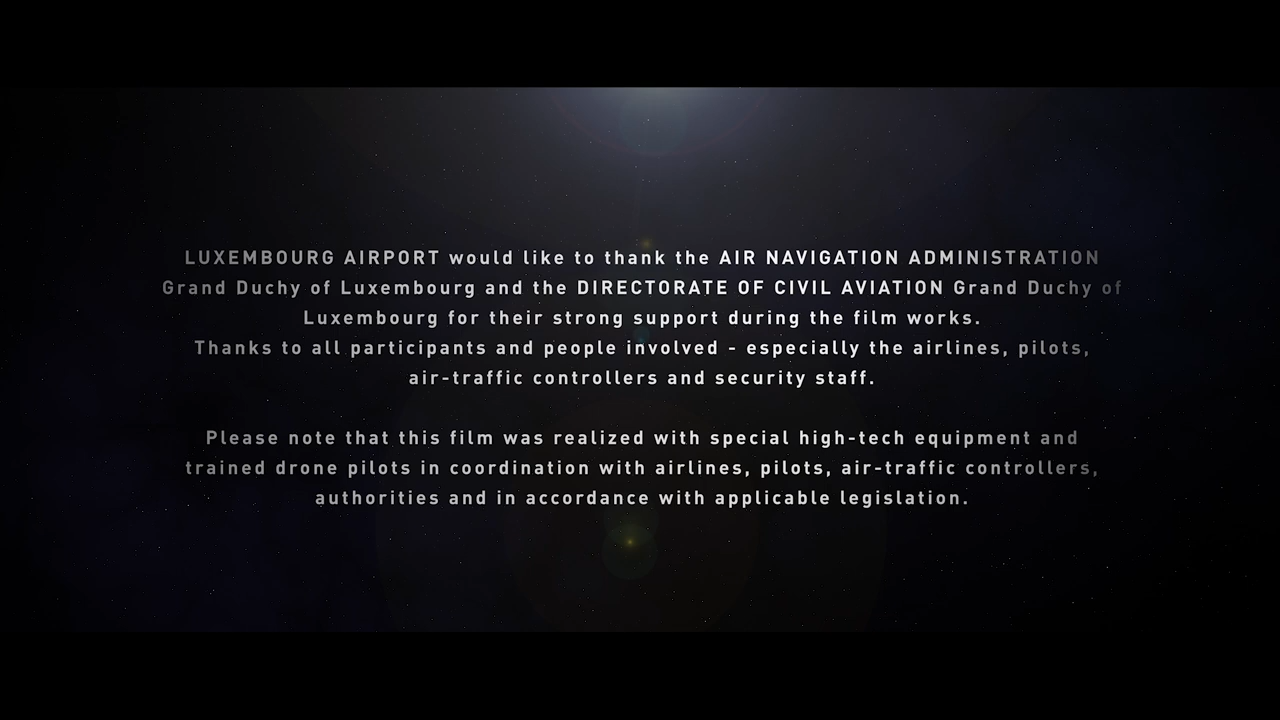 LUXEMBOURG AIRPORT would like to thank the AIR NAVIGATION ADMINISTRATION
Grand Duchy of Luxembourg and the DIRECTORATE OF CIVIL AVIATION Grand Duchy of
Luxembourg for their strong support during the film works.
Thanks to all participants and people involved - especially the airlines, pilots,
air-traffic controllers and security staff.
Please note that this film was realized with special high-tech equipment and
trained drone pilots in coordination with airlines, pilots, air-traffic controllers,
authorities and in accordance with applicable legislation.